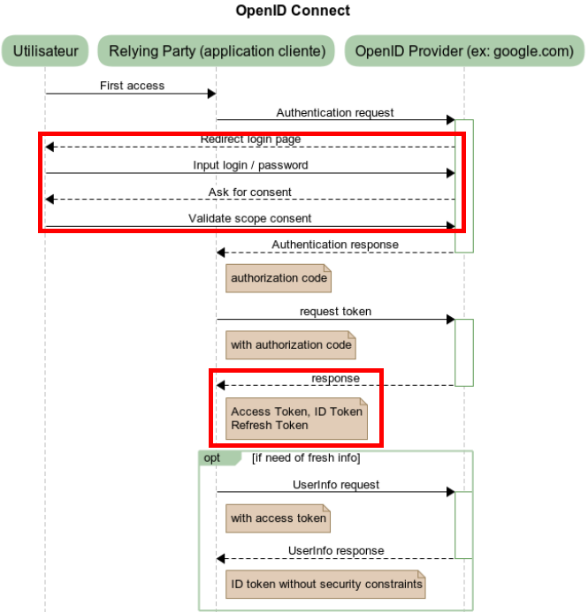 OpenID Connect
Utilisateur
Relying Party (application cliente)
OpenID Provider (ex: google.com)
First access
Authentication request
Redirect login page
Input login / password
Ask for consent
Validate scope consent
Authentication response
authorization code
request token
with authorization code
response
Access Token, ID Token
Refresh Token
opt
[if need of fresh info]
UserInfo request
with access token
UserInfo response
ID token without security constraints